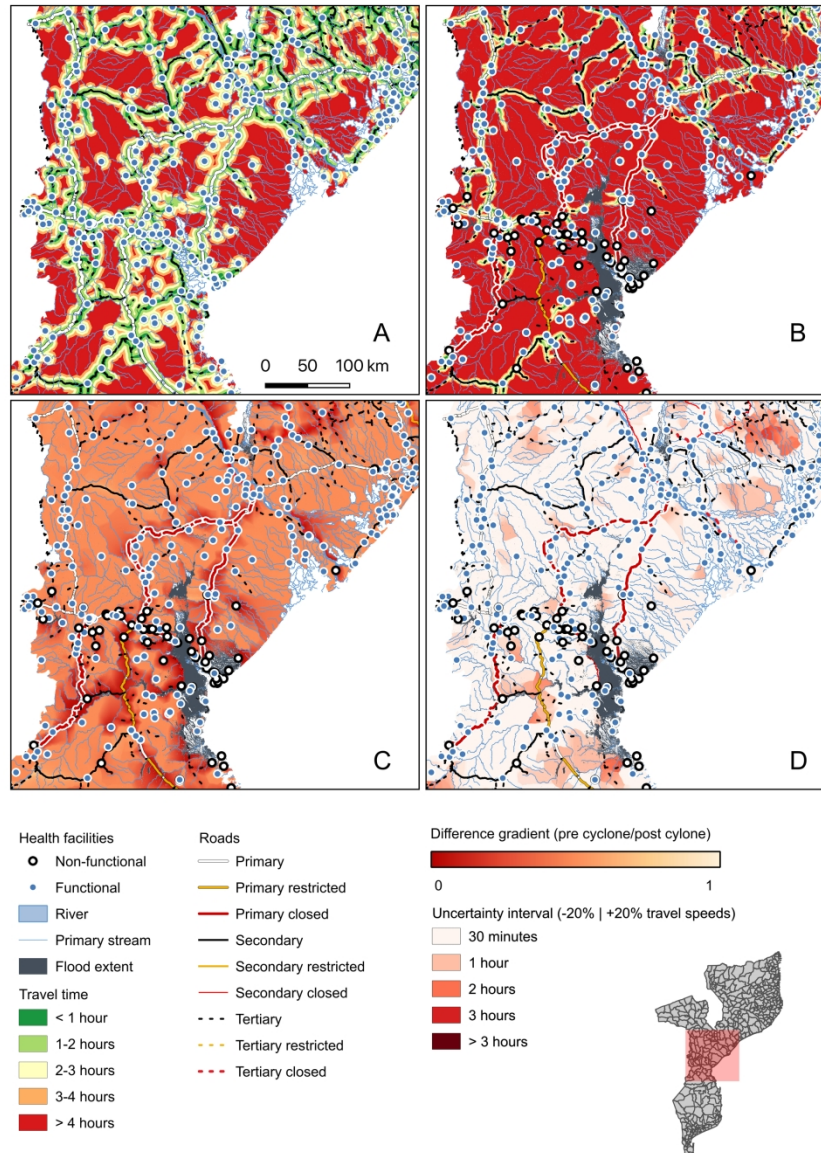 A
B
0 50 100 km
C
D
Health facilities
Non-functional
Functional
River
Primary stream
Flood extent
Travel time
< 1 hour
1-2 hours
2-3 hours
3-4 hours
> 4 hours
Roads
Primary
Primary restricted
Primary closed
Secondary
Secondary restricted
Secondary closed
Tertiary
Tertiary restricted
Tertiary closed
Difference gradient (pre cyclone/post cylone)
0 1
Uncertainty interval (-20% | +20% travel speeds)
30 minutes
1 hour
2 hours
3 hours
> 3 hours